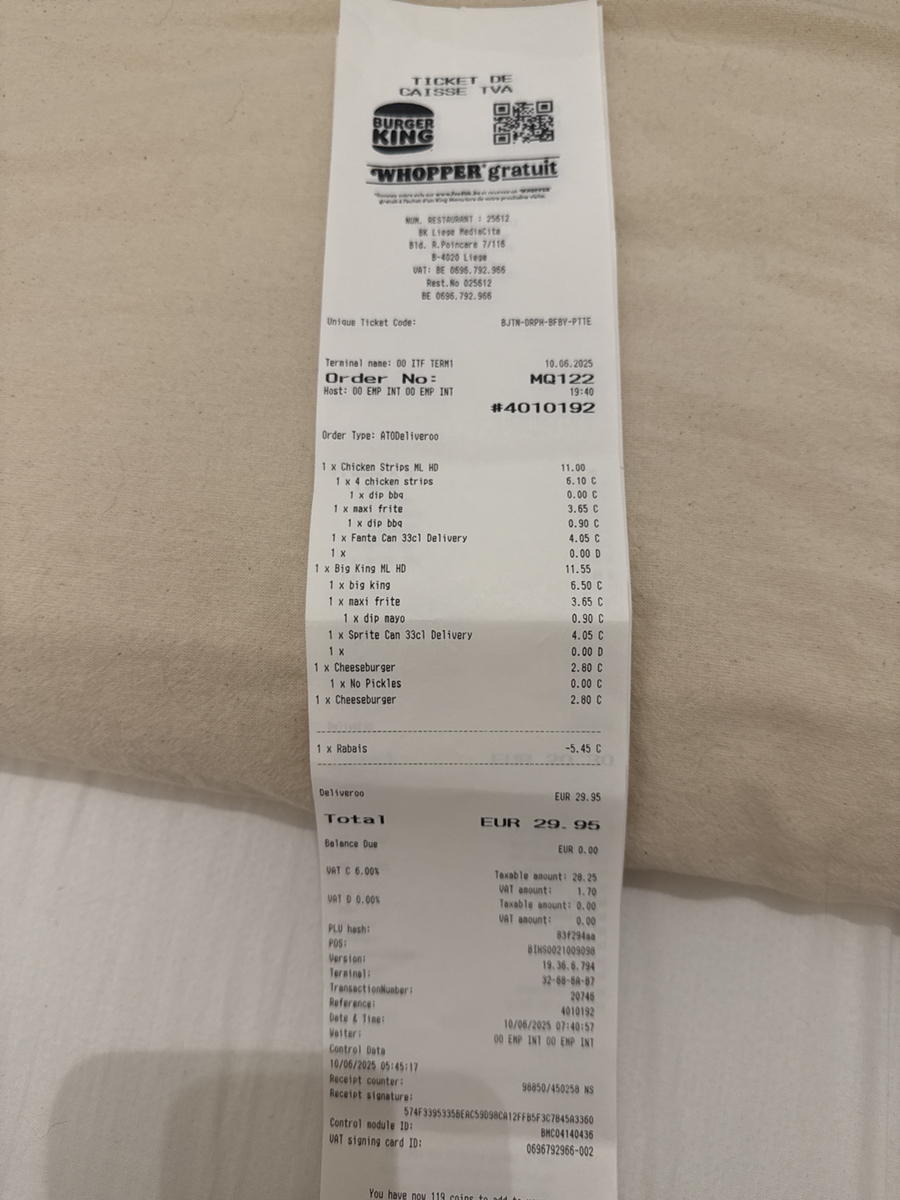 TICKET DE
CAISSE TVA
BURGER
KING
WHOPPER® gratuit
NUM. RESTAURANT : 25612
BK Liege MediaCite
Bld. R.Poincare 7/116
B-4020 Liege
VAT: BE 0696.792.966
Rest.No 025612
BE 0696.792.966
Unique Ticket Code: BJTN-DRPH-BFBY-PTTE
Terminal name: 00 ITF TERM1 10.06.2025
Order No: MQ122
Host: 00 EMP INT 00 EMP INT 19:40
#4010192
Order Type: ATODeliveroo
1 x Chicken Strips ML HD 11.00
1 x 4 chicken strips 6.10 C
1 x dip bbq 0.00 C
1 x maxi frite 3.65 C
1 x dip bbq 0.90 C
1 x Fanta Can 33cl Delivery 4.05 C
1 x 0.00 D
1 x Big King ML HD 11.55
1 x big king 6.50 C
1 x maxi frite 3.65 C
1 x dip mayo 0.90 C
1 x Sprite Can 33cl Delivery 4.05 C
1 x 0.00 D
1 x Cheeseburger 2.80 C
1 x No Pickles 0.00 C
1 x Cheeseburger 2.80 C
1 x Rabais -5.45 C
Deliveroo EUR 29.95
Total EUR 29.95
Balance Due EUR 0.00
VAT C 6.00% Taxable amount: 28.25
VAT amount: 1.70
VAT D 0.00% Taxable amount: 0.00
VAT amount: 0.00
PLU hash: 83f294aa
POS: BIHS0021009098
Version: 19.36.6.794
Terminal: 32-68-8A-87
TransactionNumber: 20746
Reference: 4010192
Date & Time: 10/06/2025 07:40:57
Waiter: 00 EMP INT 00 EMP INT
Control Data
10/06/2025 05:45:17
Receipt counter: 98850/450258 NS
Receipt signature:
574F3395335BEAC59D98CA12FFB5F3C7845A3360
Control module ID: BMC04140436
VAT signing card ID: 0696792966-002
You have now 119 coins to add to